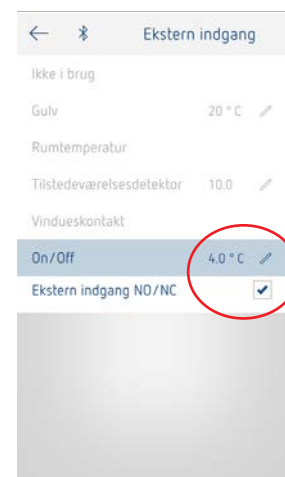 Ekstern indgang
Ikke i brug
Gulv 20 °C
Rumtemperatur
Tilstedeværelsesdetektor 10.0
Vindueskontakt
On/Off 4.0 °C
Ekstern indgang NO/NC